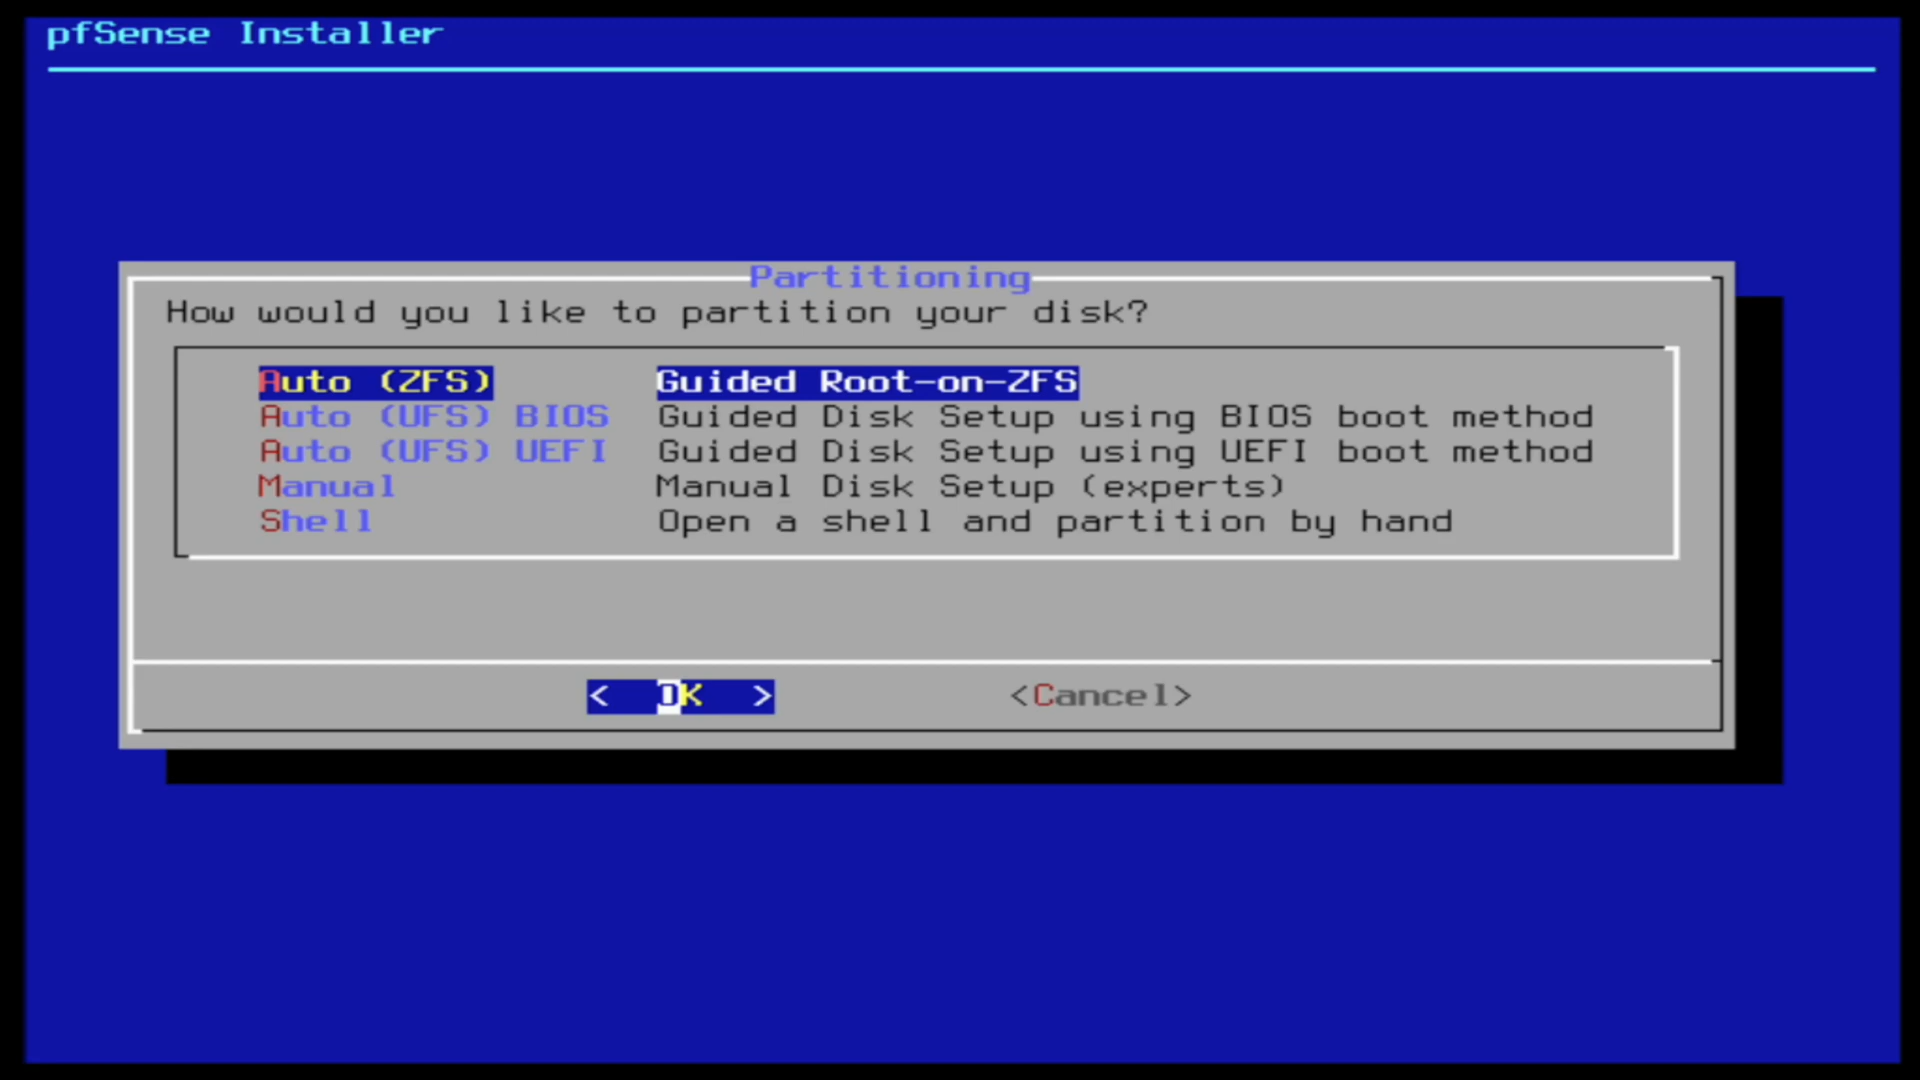 pfSense Installer
Partitioning
How would you like to partition your disk?
Auto (ZFS) Guided Root-on-ZFS
Auto (UFS) BIOS Guided Disk Setup using BIOS boot method
Auto (UFS) UEFI Guided Disk Setup using UEFI boot method
Manual Manual Disk Setup (experts)
Shell Open a shell and partition by hand
< OK > <Cancel>